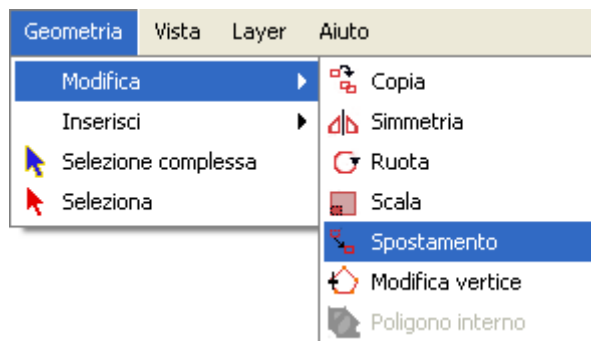 Geometria Vista Layer Aiuto
Modifica
Inserisci
Selezione complessa
Seleziona
Copia
Simmetria
Ruota
Scala
Spostamento
Modifica vertice
Poligono interno